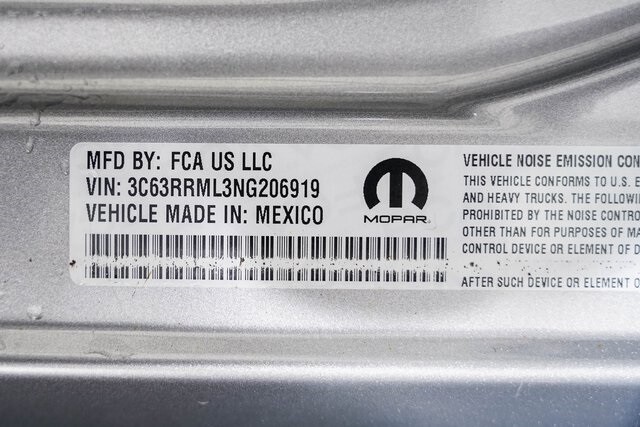 MFD BY: FCA US LLC
VIN: 3C63RRML3NG206919
VEHICLE MADE IN: MEXICO
MOPAR
VEHICLE NOISE EMISSION CON
THIS VEHICLE CONFORMS TO U.S. E
AND HEAVY TRUCKS. THE FOLLOWI
PROHIBITED BY THE NOISE CONTRO
OTHER THAN FOR PURPOSES OF MA
CONTROL DEVICE OR ELEMENT OF D
AFTER SUCH DEVICE OR ELEMENT O